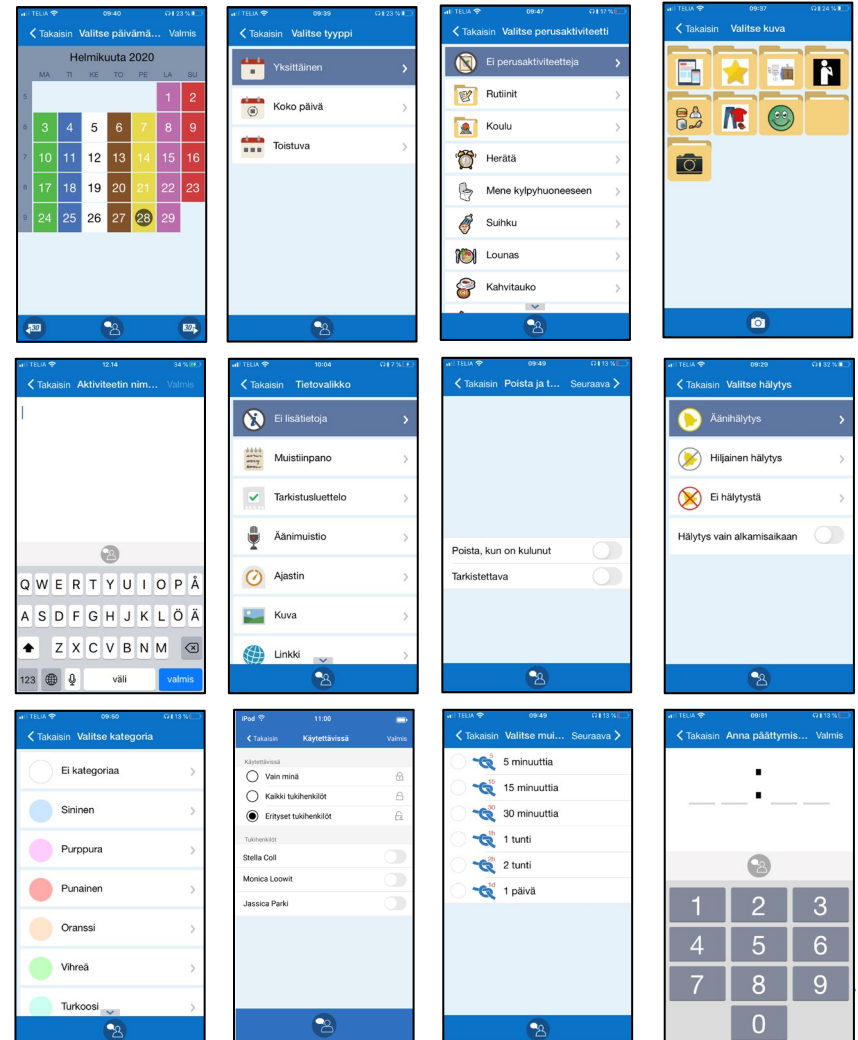 TELIA 09:40 23 %
Takaisin Valitse päivämä... Valmis
Helmikuuta 2020
MA TI KE TO PE LA SU
5 1 2
6 3 4 5 6 7 8 9
7 10 11 12 13 14 15 16
8 17 18 19 20 21 22 23
9 24 25 26 27 28 29
30 30
TELIA 09:39 23 %
Takaisin Valitse tyyppi
Yksittäinen
Koko päivä
Toistuva
TELIA 09:47 17 %
Takaisin Valitse perusaktiviteetti
Ei perusaktiviteetteja
Rutiinit
Koulu
Herätä
Mene kylpyhuoneeseen
Suihku
Lounas
Kahvitauko
TELIA 09:37 24 %
Takaisin Valitse kuva
TELIA 12.14 34 %
Takaisin Aktiviteetin nim... Valmis
Q W E R T Y U I O P Å
A S D F G H J K L Ö Ä
Z X C V B N M
123 väli valmis
TELIA 10:04 7 %
Takaisin Tietovalikko
Ei lisätietoja
Muistiinpano
Tarkistusluettelo
Äänimuistio
Ajastin
Kuva
Linkki
TELIA 09:49 13 %
Takaisin Poista ja t... Seuraava
Poista, kun on kulunut
Tarkistettava
TELIA 09:29 32 %
Takaisin Valitse hälytys
Äänihälytys
Hiljainen hälytys
Ei hälytystä
Hälytys vain alkamisaikaan
TELIA 09:50 13 %
Takaisin Valitse kategoria
Ei kategoriaa
Sininen
Purppura
Punainen
Oranssi
Vihreä
Turkoosi
iPod 11:00
Takaisin Käytettävissä Valmis
Käytettävissä
Vain minä
Kaikki tukihenkilöt
Erityset tukihenkilöt
Tukihenkilöt
Stella Coll
Monica Loowit
Jassica Parki
TELIA 09:49 13 %
Takaisin Valitse mui... Seuraava
5 5 minuuttia
15 15 minuuttia
30 30 minuuttia
1h 1 tunti
2h 2 tunti
1d 1 päivä
TELIA 09:51 13 %
Takaisin Anna päättymis... Valmis
_ _ : _ _
1 2 3
4 5 6
7 8 9
0